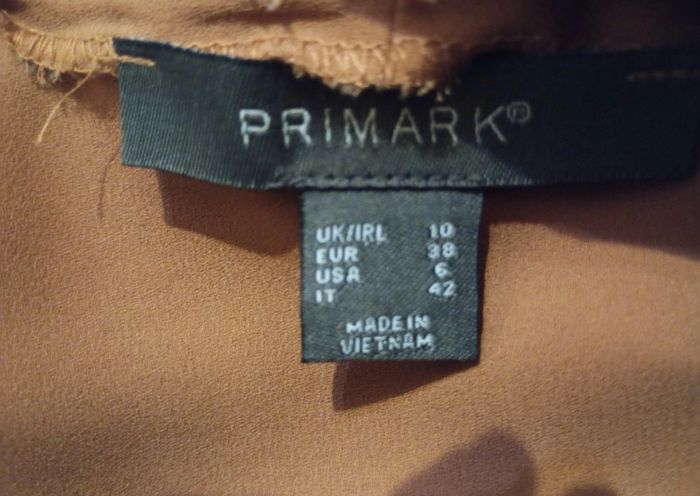 PRIMARK®
UK/IRL 10
EUR 38
USA 6
IT 42
MADE IN
VIETNAM